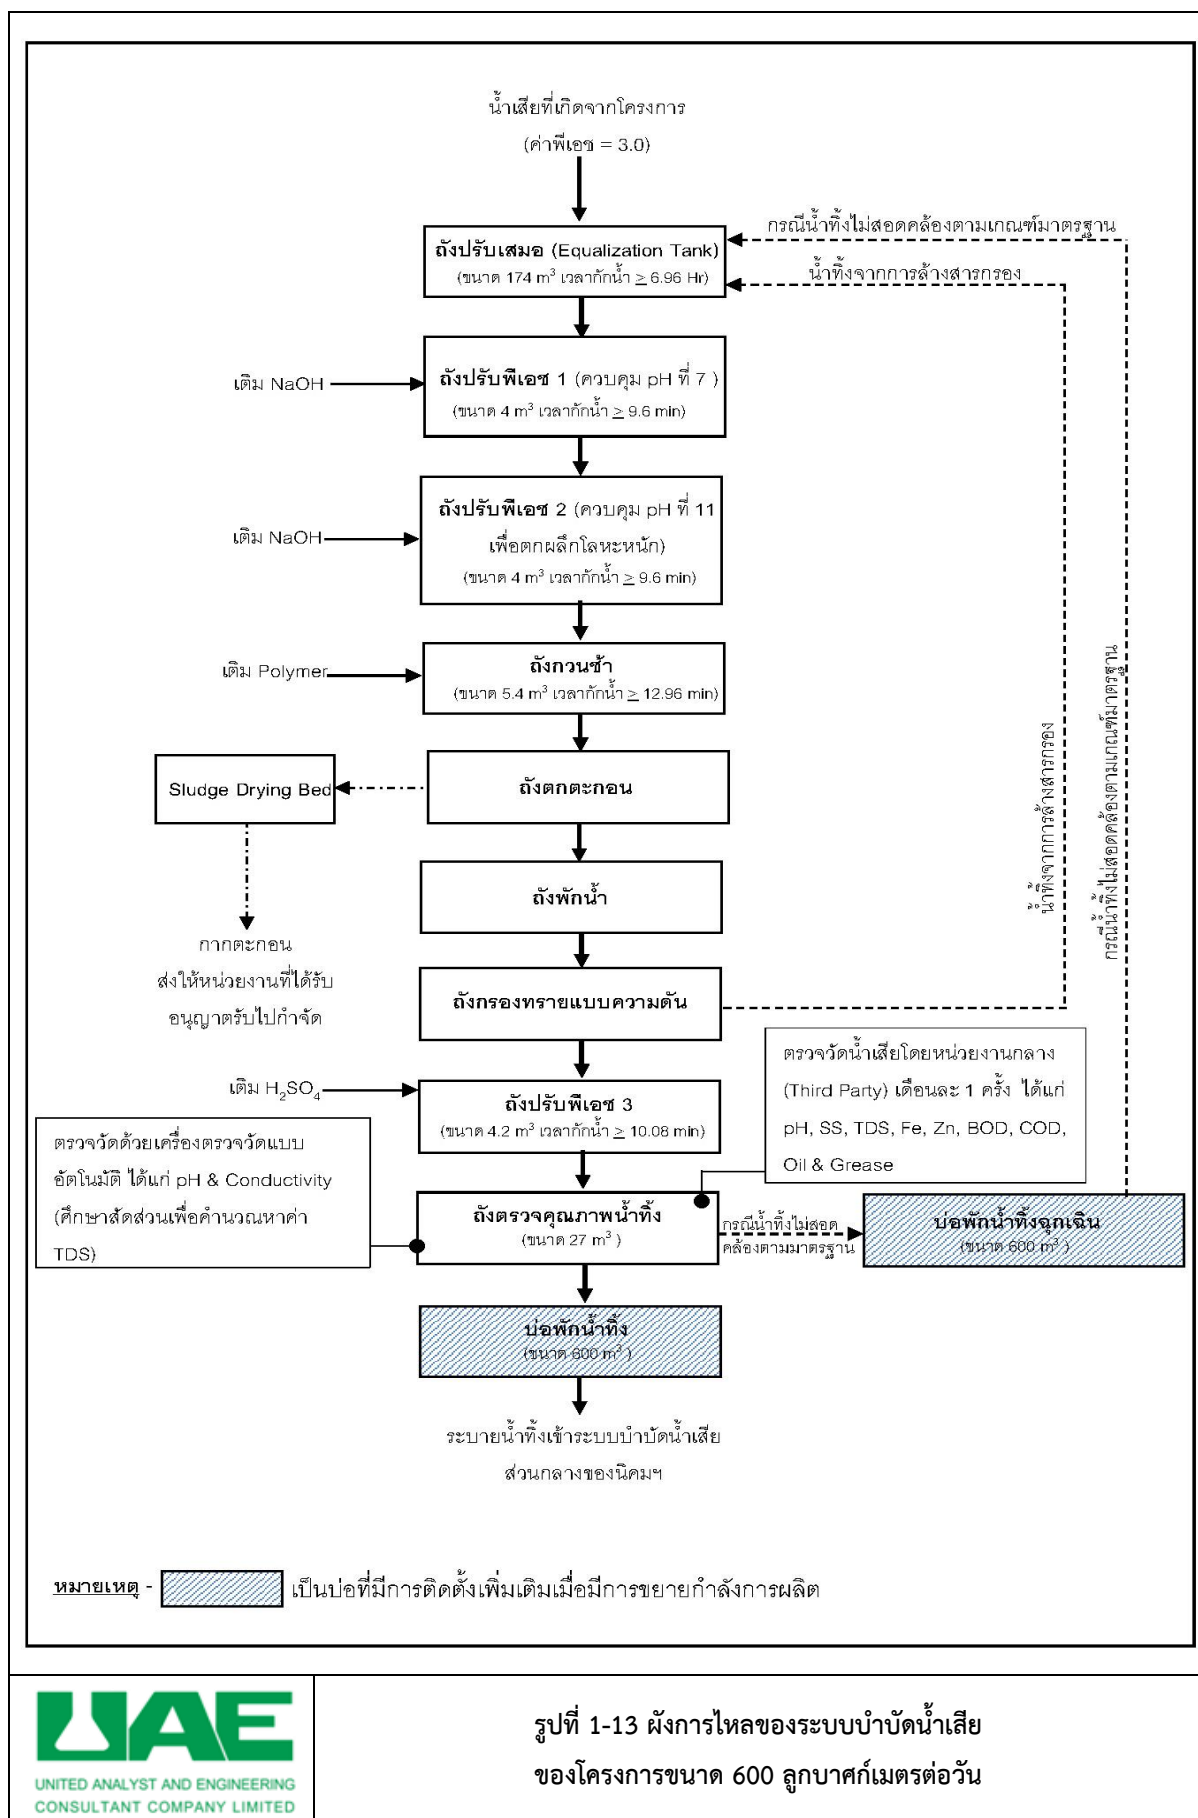 น้ำเสียที่เกิดจากโครงการ
(ค่าพีเอช = 3.0)
กรณีน้ำทิ้งไม่สอดคล้องตามเกณฑ์มาตรฐาน
ถังปรับเสมอ (Equalization Tank)
(ขนาด 174 m³ เวลากักน้ำ ≥ 6.96 Hr)
น้ำทิ้งจากการล้างสารกรอง
เติม NaOH
ถังปรับพีเอช 1 (ควบคุม pH ที่ 7 )
(ขนาด 4 m³ เวลากักน้ำ ≥ 9.6 min)
เติม NaOH
ถังปรับพีเอช 2 (ควบคุม pH ที่ 11
เพื่อตกผลึกโลหะหนัก)
(ขนาด 4 m³ เวลากักน้ำ ≥ 9.6 min)
เติม Polymer
ถังกวนช้า
(ขนาด 5.4 m³ เวลากักน้ำ ≥ 12.96 min)
น้ำทิ้งจากการล้างสารกรอง
กรณีน้ำทิ้งไม่สอดคล้องตามเกณฑ์มาตรฐาน
Sludge Drying Bed
ถังตกตะกอน
ถังพักน้ำ
กากตะกอน
ส่งให้หน่วยงานที่ได้รับ
อนุญาตรับไปกำจัด
ถังกรองทรายแบบความดัน
เติม H₂SO₄
ถังปรับพีเอช 3
(ขนาด 4.2 m³ เวลากักน้ำ ≥ 10.08 min)
ตรวจวัดน้ำเสียโดยหน่วยงานกลาง
(Third Party) เดือนละ 1 ครั้ง ได้แก่
pH, SS, TDS, Fe, Zn, BOD, COD,
Oil & Grease
ตรวจวัดด้วยเครื่องตรวจวัดแบบ
อัตโนมัติ ได้แก่ pH & Conductivity
(ศึกษาสัดส่วนเพื่อคำนวณหาค่า
TDS)
ถังตรวจคุณภาพน้ำทิ้ง
(ขนาด 27 m³ )
กรณีน้ำทิ้งไม่สอด
คล้องตามมาตรฐาน
บ่อพักน้ำทิ้งฉุกเฉิน
(ขนาด 600 m³ )
บ่อพักน้ำทิ้ง
(ขนาด 600 m³ )
ระบายน้ำทิ้งเข้าระบบบำบัดน้ำเสีย
ส่วนกลางของนิคมฯ
หมายเหตุ - เป็นบ่อที่มีการติดตั้งเพิ่มเติมเมื่อมีการขยายกำลังการผลิต
UAE
UNITED ANALYST AND ENGINEERING
CONSULTANT COMPANY LIMITED
รูปที่ 1-13 ผังการไหลของระบบบำบัดน้ำเสีย
ของโครงการขนาด 600 ลูกบาศก์เมตรต่อวัน